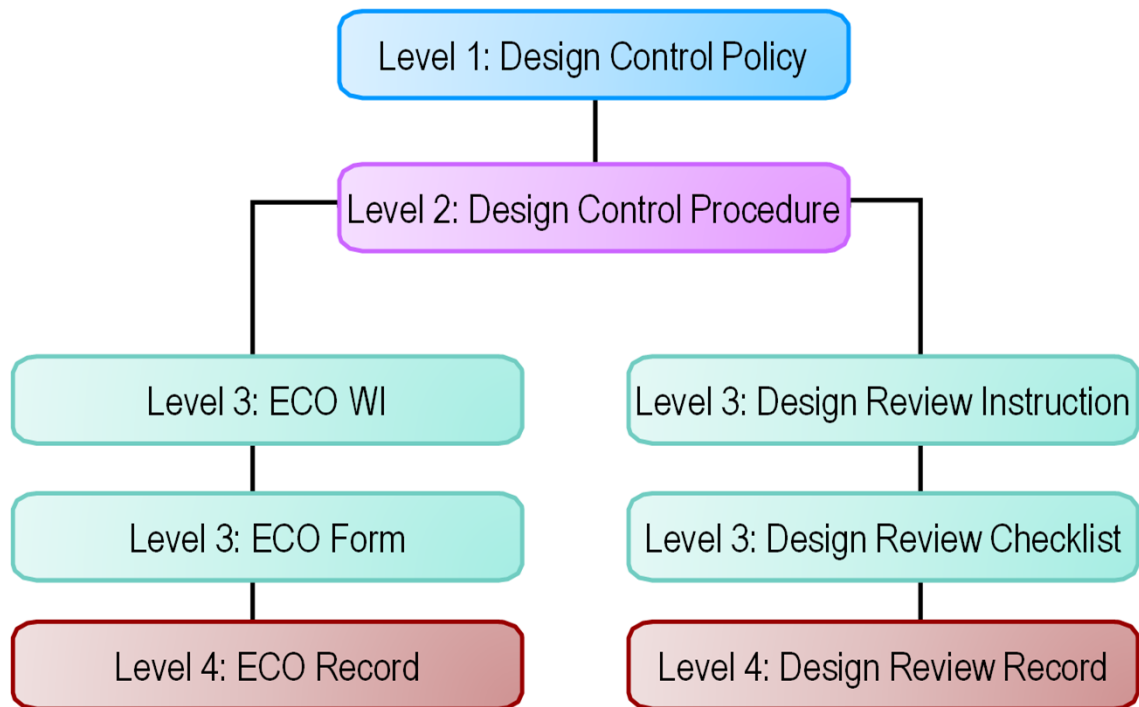 Level 1: Design Control Policy
Level 2: Design Control Procedure
Level 3: ECO WI
Level 3: Design Review Instruction
Level 3: ECO Form
Level 3: Design Review Checklist
Level 4: ECO Record
Level 4: Design Review Record